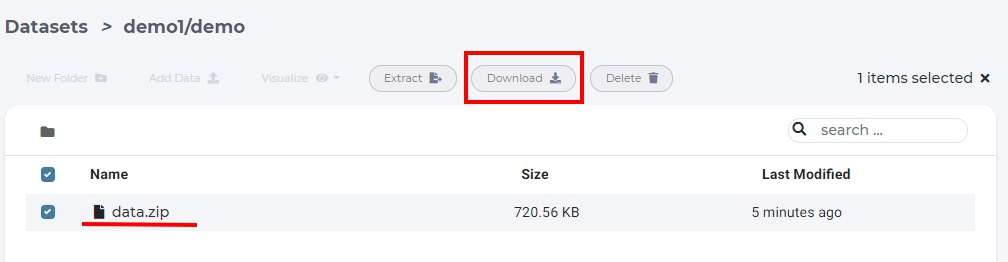 Datasets > demo1/demo
New Folder Add Data Visualize Extract Download Delete 1 items selected ×
search ...
Name Size Last Modified
data.zip 720.56 KB 5 minutes ago